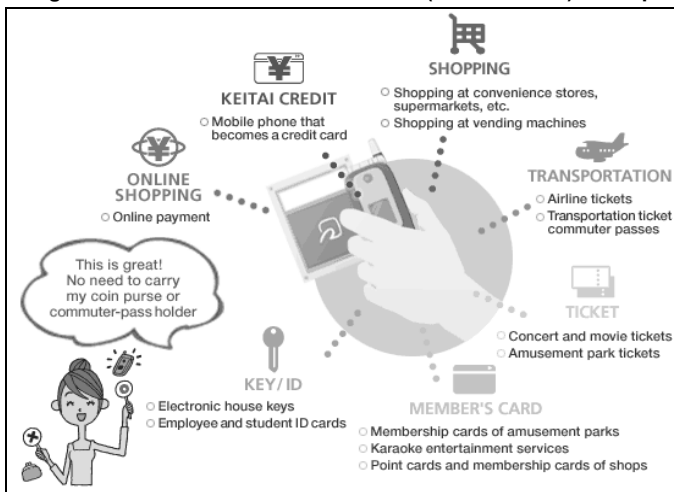 SHOPPING
○ Shopping at convenience stores,
supermarkets, etc.
○ Shopping at vending machines
¥
KEITAI CREDIT
○ Mobile phone that
becomes a credit card
¥
ONLINE
SHOPPING
○ Online payment
TRANSPORTATION
○ Airline tickets
○ Transportation ticket
commuter passes
This is great!
No need to carry
my coin purse or
commuter-pass holder
TICKET
○ Concert and movie tickets
○ Amusement park tickets
KEY/ID
○ Electronic house keys
○ Employee and student ID cards
MEMBER'S CARD
○ Membership cards of amusement parks
○ Karaoke entertainment services
○ Point cards and membership cards of shops